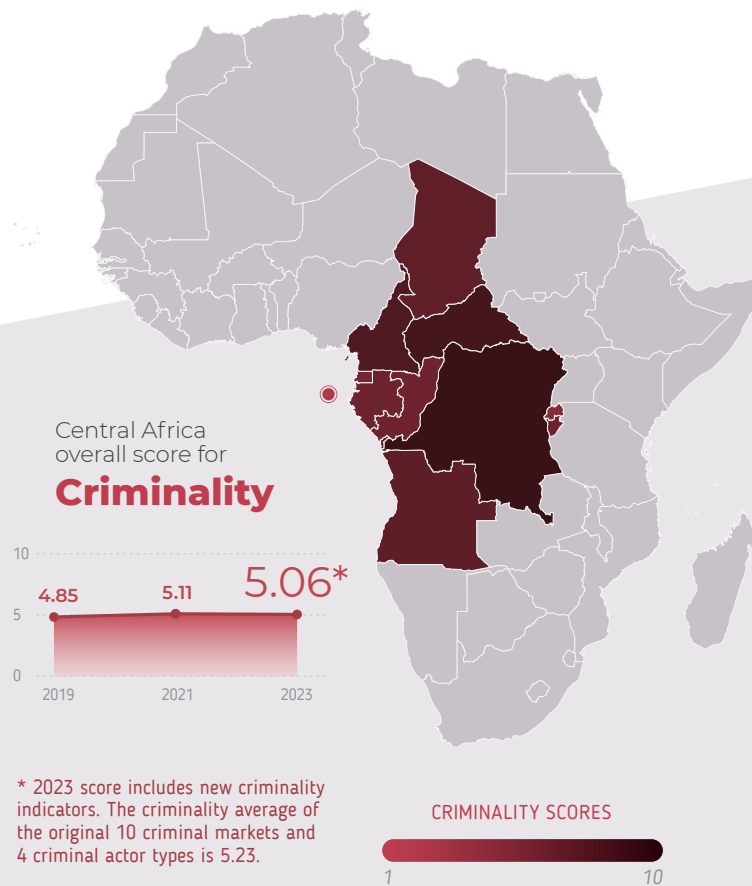 Central Africa
overall score for
Criminality
10
5
0
4.85
5.11
5.06*
2019
2021
2023
* 2023 score includes new criminality
indicators. The criminality average of
the original 10 criminal markets and
4 criminal actor types is 5.23.
CRIMINALITY SCORES
1
10